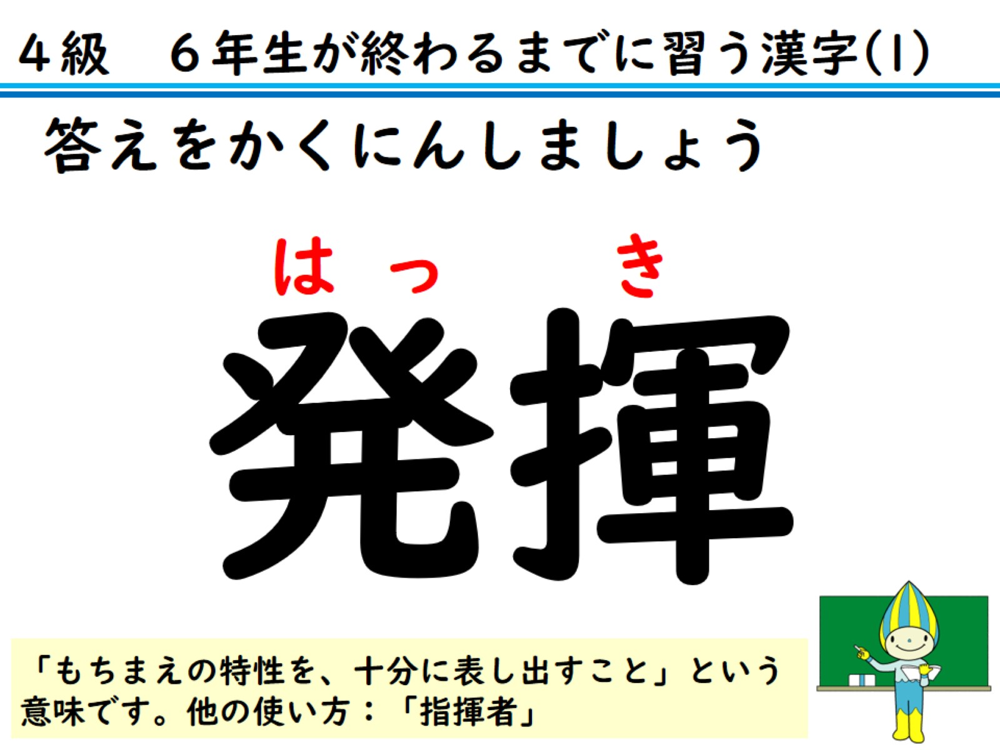 ４級　６年生が終わるまでに習う漢字(1)
答えをかくにんしましょう
はっ　き
発揮
「もちまえの特性を、十分に表し出すこと」という
意味です。他の使い方：「指揮者」